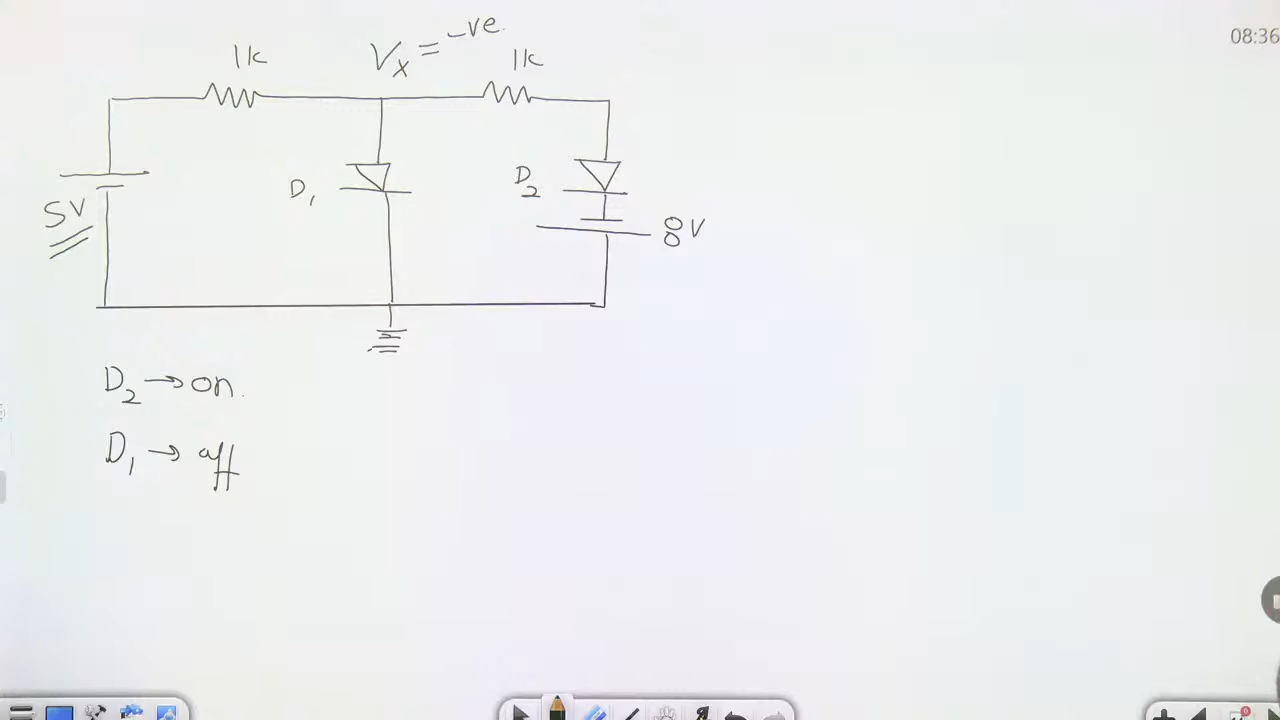 08:36
1k
Vx = -ve.
1k
D1
D2
5V
8V
D2 → on.
D1 → off